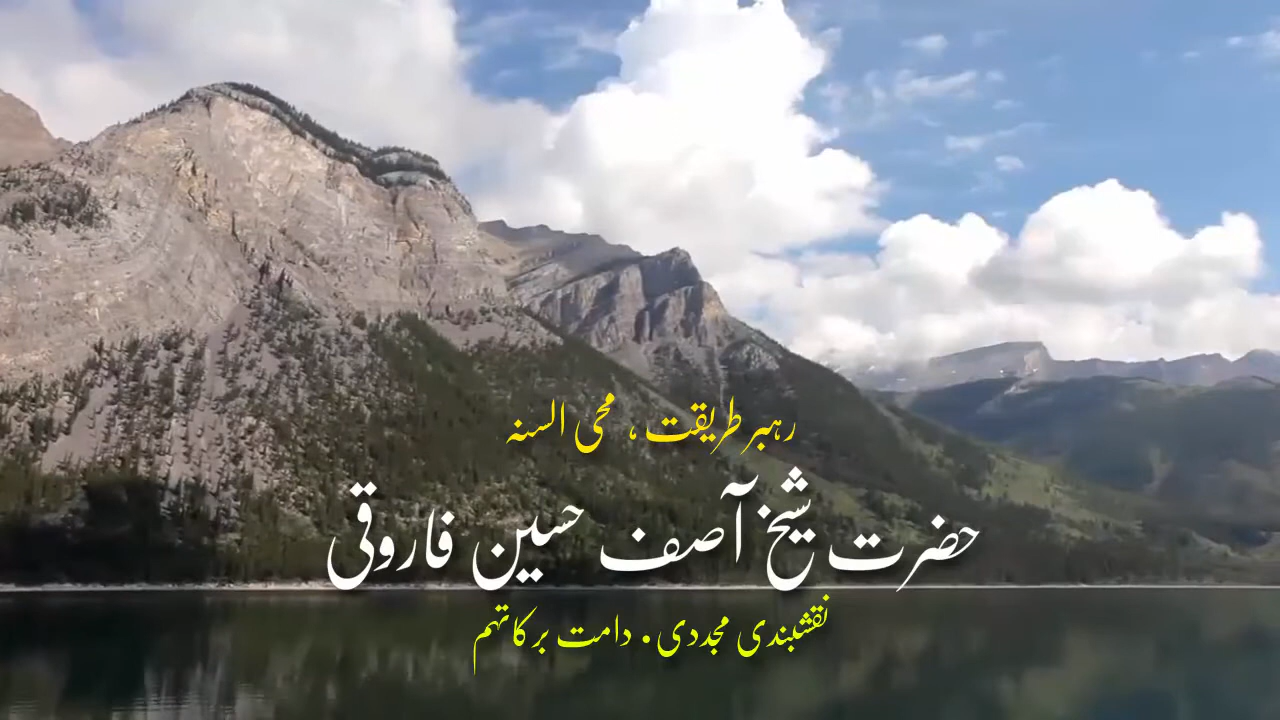 رہبر طریقت، محی السنہ
حضرت شیخ آصف حسین فاروقی
نقشبندی مجددی . دامت برکاتہم